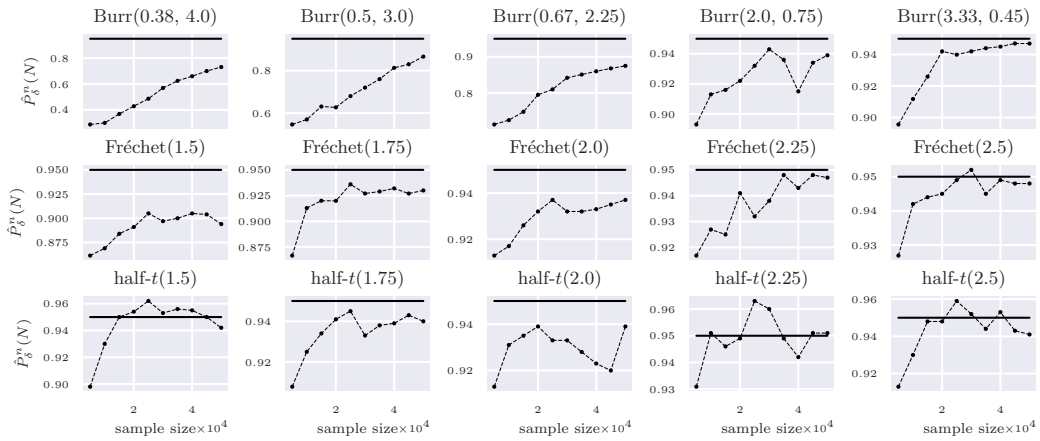 Burr(0.38, 4.0) Burr(0.5, 3.0) Burr(0.67, 2.25) Burr(2.0, 0.75) Burr(3.33, 0.45)
0.8 0.6 0.4
0.8 0.6
0.9 0.8
0.94 0.92 0.90
0.94 0.92 0.90
P̂ⁿ_δ(N)
Fréchet(1.5) Fréchet(1.75) Fréchet(2.0) Fréchet(2.25) Fréchet(2.5)
0.950 0.925 0.900 0.875
0.950 0.925 0.900 0.875
0.94 0.92
0.95 0.94 0.93 0.92
0.95 0.94 0.93
P̂ⁿ_δ(N)
half-t(1.5) half-t(1.75) half-t(2.0) half-t(2.25) half-t(2.5)
0.96 0.94 0.92 0.90
0.94 0.92
0.94 0.92
0.96 0.95 0.94 0.93
0.96 0.94 0.92
P̂ⁿ_δ(N)
2 4 2 4 2 4 2 4 2 4
sample size×10⁴ sample size×10⁴ sample size×10⁴ sample size×10⁴ sample size×10⁴